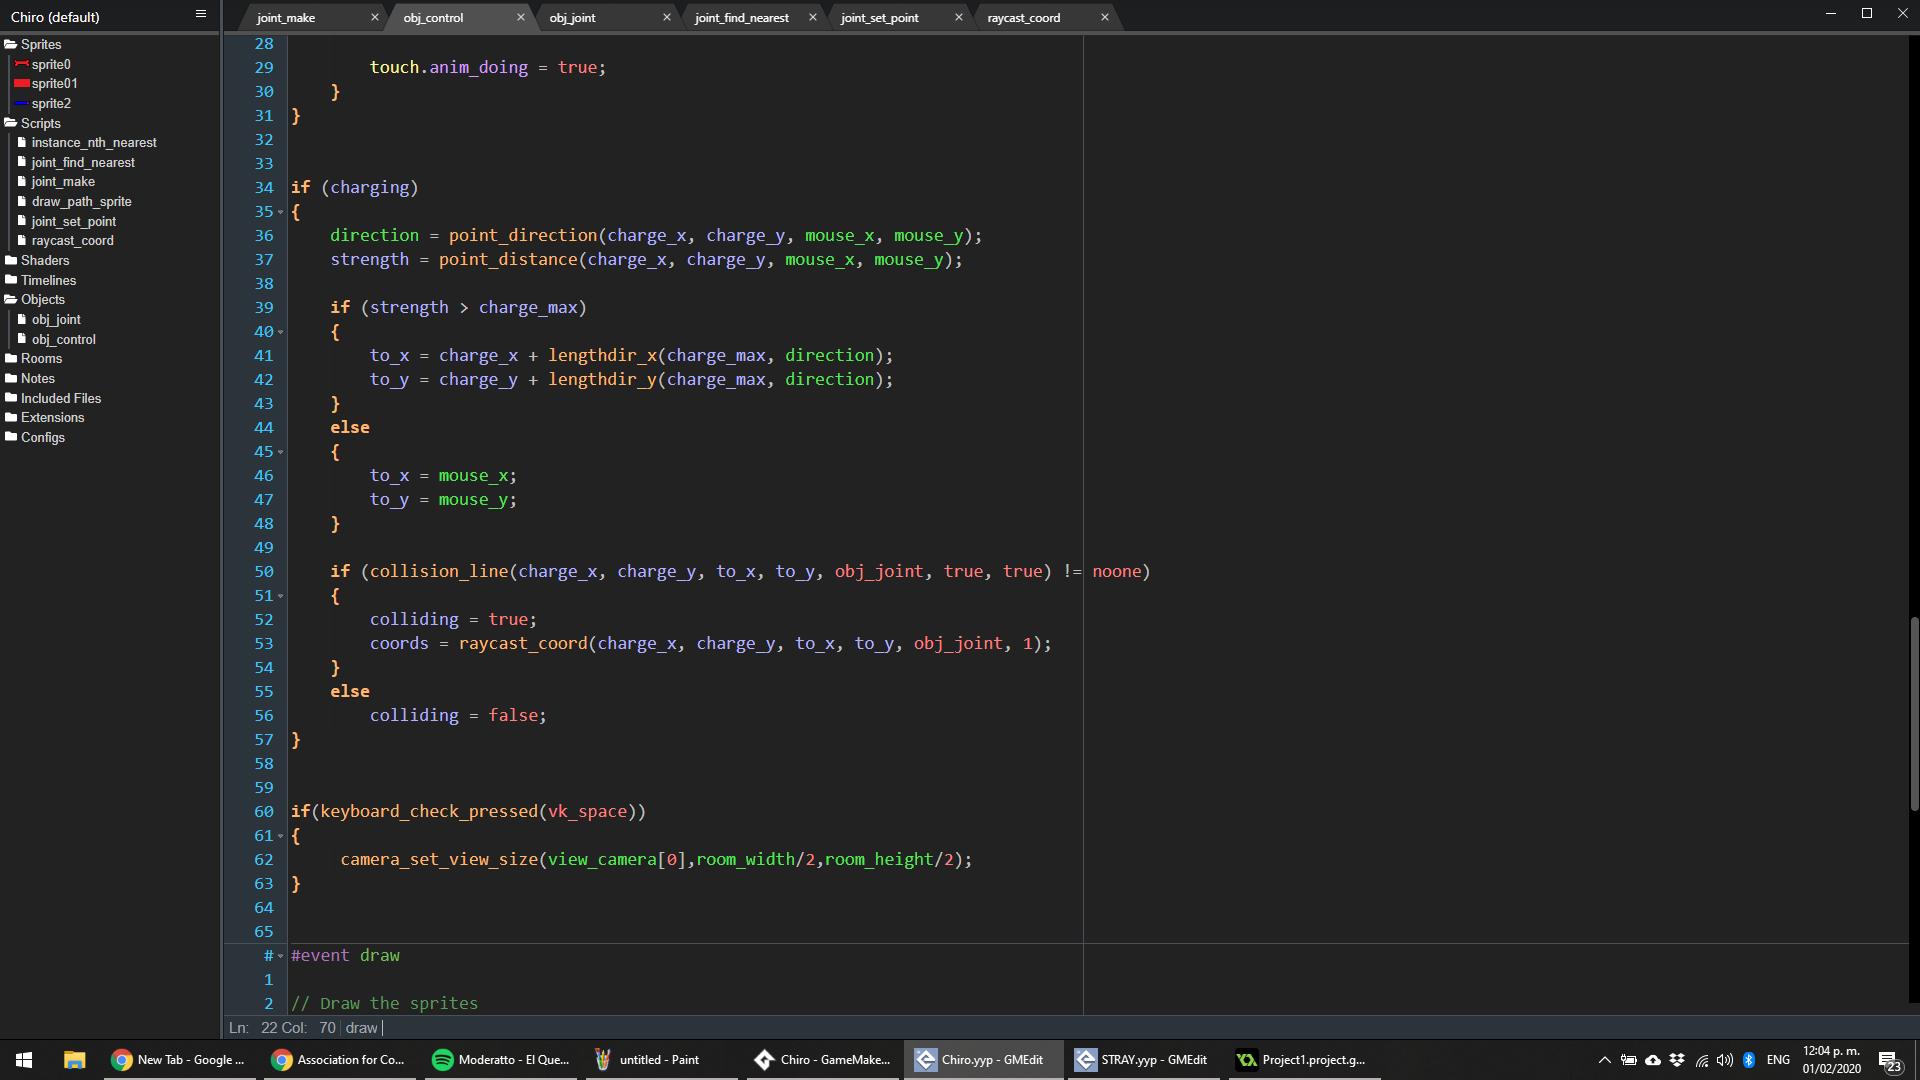 Chiro (default)
joint_make
obj_control
obj_joint
joint_find_nearest
joint_set_point
raycast_coord
Sprites
sprite0
sprite01
sprite2
Scripts
instance_nth_nearest
joint_find_nearest
joint_make
draw_path_sprite
joint_set_point
raycast_coord
Shaders
Timelines
Objects
obj_joint
obj_control
Rooms
Notes
Included Files
Extensions
Configs
28
29 touch.anim_doing = true;
30 }
31 }
32
33
34 if (charging)
35 {
36 direction = point_direction(charge_x, charge_y, mouse_x, mouse_y);
37 strength = point_distance(charge_x, charge_y, mouse_x, mouse_y);
38
39 if (strength > charge_max)
40 {
41 to_x = charge_x + lengthdir_x(charge_max, direction);
42 to_y = charge_y + lengthdir_y(charge_max, direction);
43 }
44 else
45 {
46 to_x = mouse_x;
47 to_y = mouse_y;
48 }
49
50 if (collision_line(charge_x, charge_y, to_x, to_y, obj_joint, true, true) != noone)
51 {
52 colliding = true;
53 coords = raycast_coord(charge_x, charge_y, to_x, to_y, obj_joint, 1);
54 }
55 else
56 colliding = false;
57 }
58
59
60 if(keyboard_check_pressed(vk_space))
61 {
62 camera_set_view_size(view_camera[0],room_width/2,room_height/2);
63 }
64
65
# #event draw
1
2 // Draw the sprites
Ln: 22 Col: 70 draw
New Tab - Google ...
Association for Co...
Moderatto - El Que...
untitled - Paint
Chiro - GameMake...
Chiro.yyp - GMEdit
STRAY.yyp - GMEdit
Project1.project.g...
ENG
12:04 p. m.
01/02/2020
23